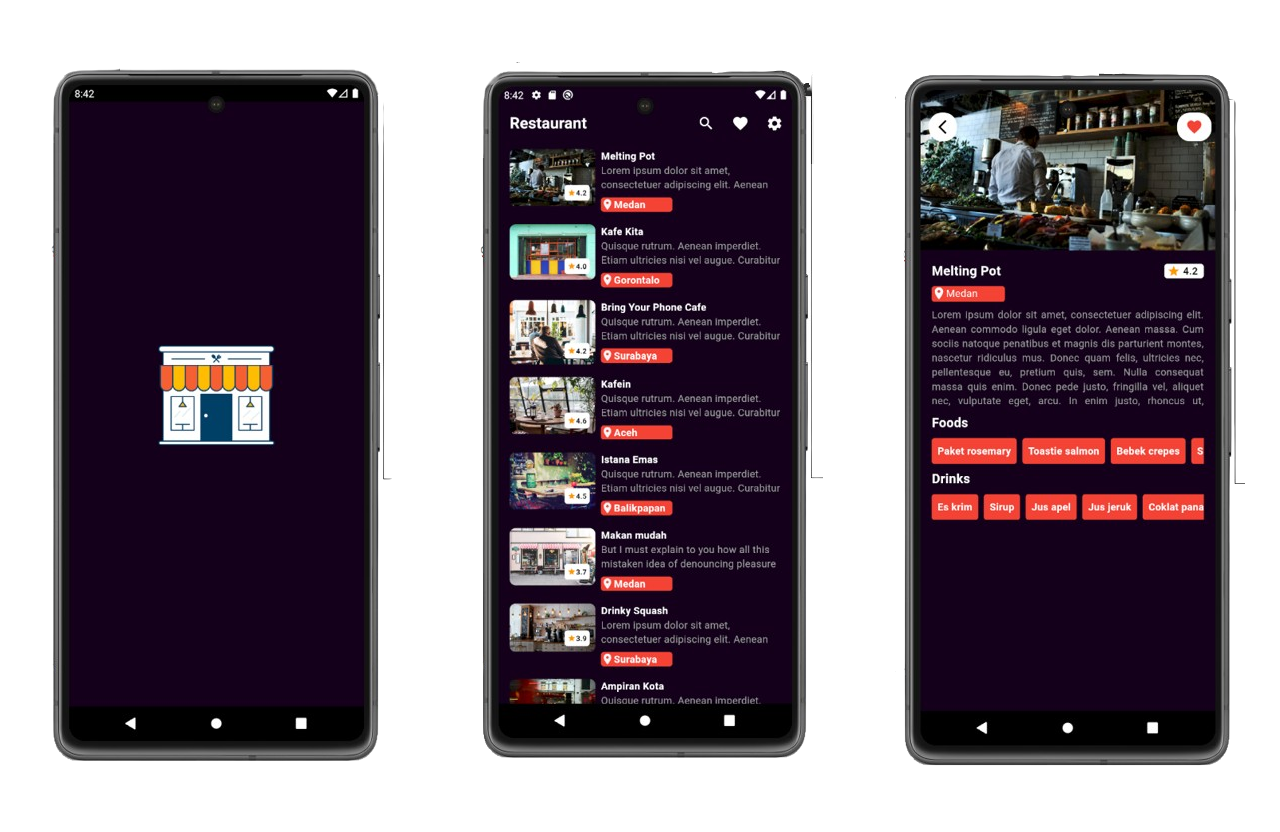 8:42
8:42
Restaurant
Melting Pot
Lorem ipsum dolor sit amet,
consectetuer adipiscing elit. Aenean
4.2
Medan
Kafe Kita
Quisque rutrum. Aenean imperdiet.
Etiam ultricies nisi vel augue. Curabitur
4.0
Gorontalo
Bring Your Phone Cafe
Quisque rutrum. Aenean imperdiet.
Etiam ultricies nisi vel augue. Curabitur
4.2
Surabaya
Kafein
Quisque rutrum. Aenean imperdiet.
Etiam ultricies nisi vel augue. Curabitur
4.6
Aceh
Istana Emas
Quisque rutrum. Aenean imperdiet.
Etiam ultricies nisi vel augue. Curabitur
4.5
Balikpapan
Makan mudah
But I must explain to you how all this
mistaken idea of denouncing pleasure
3.7
Medan
Drinky Squash
Lorem ipsum dolor sit amet,
consectetuer adipiscing elit. Aenean
3.9
Surabaya
Ampiran Kota
Quisque rutrum. Aenean imperdiet.
Melting Pot
4.2
Medan
Lorem ipsum dolor sit amet, consectetuer adipiscing elit.
Aenean commodo ligula eget dolor. Aenean massa. Cum
sociis natoque penatibus et magnis dis parturient montes,
nascetur ridiculus mus. Donec quam felis, ultricies nec,
pellentesque eu, pretium quis, sem. Nulla consequat
massa quis enim. Donec pede justo, fringilla vel, aliquet
nec, vulputate eget, arcu. In enim justo, rhoncus ut,
Foods
Paket rosemary Toastie salmon Bebek crepes S
Drinks
Es krim Sirup Jus apel Jus jeruk Coklat pana